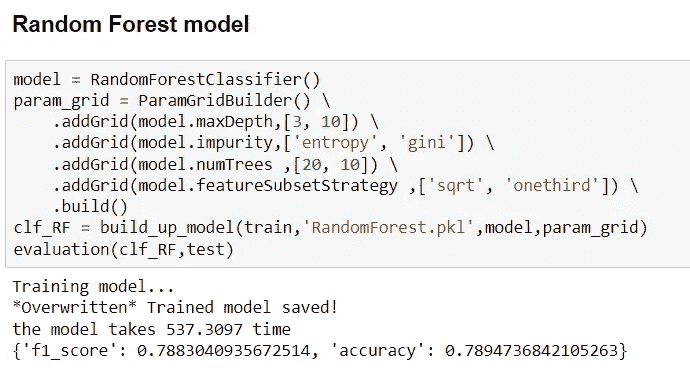 Random Forest model
model = RandomForestClassifier()
param_grid = ParamGridBuilder() \
    .addGrid(model.maxDepth,[3, 10]) \
    .addGrid(model.impurity,['entropy', 'gini']) \
    .addGrid(model.numTrees ,[20, 10]) \
    .addGrid(model.featureSubsetStrategy ,['sqrt', 'onethird']) \
    .build()
clf_RF = build_up_model(train,'RandomForest.pkl',model,param_grid)
evaluation(clf_RF,test)
Training model...
*Overwritten* Trained model saved!
the model takes 537.3097 time
{'f1_score': 0.7883040935672514, 'accuracy': 0.7894736842105263}